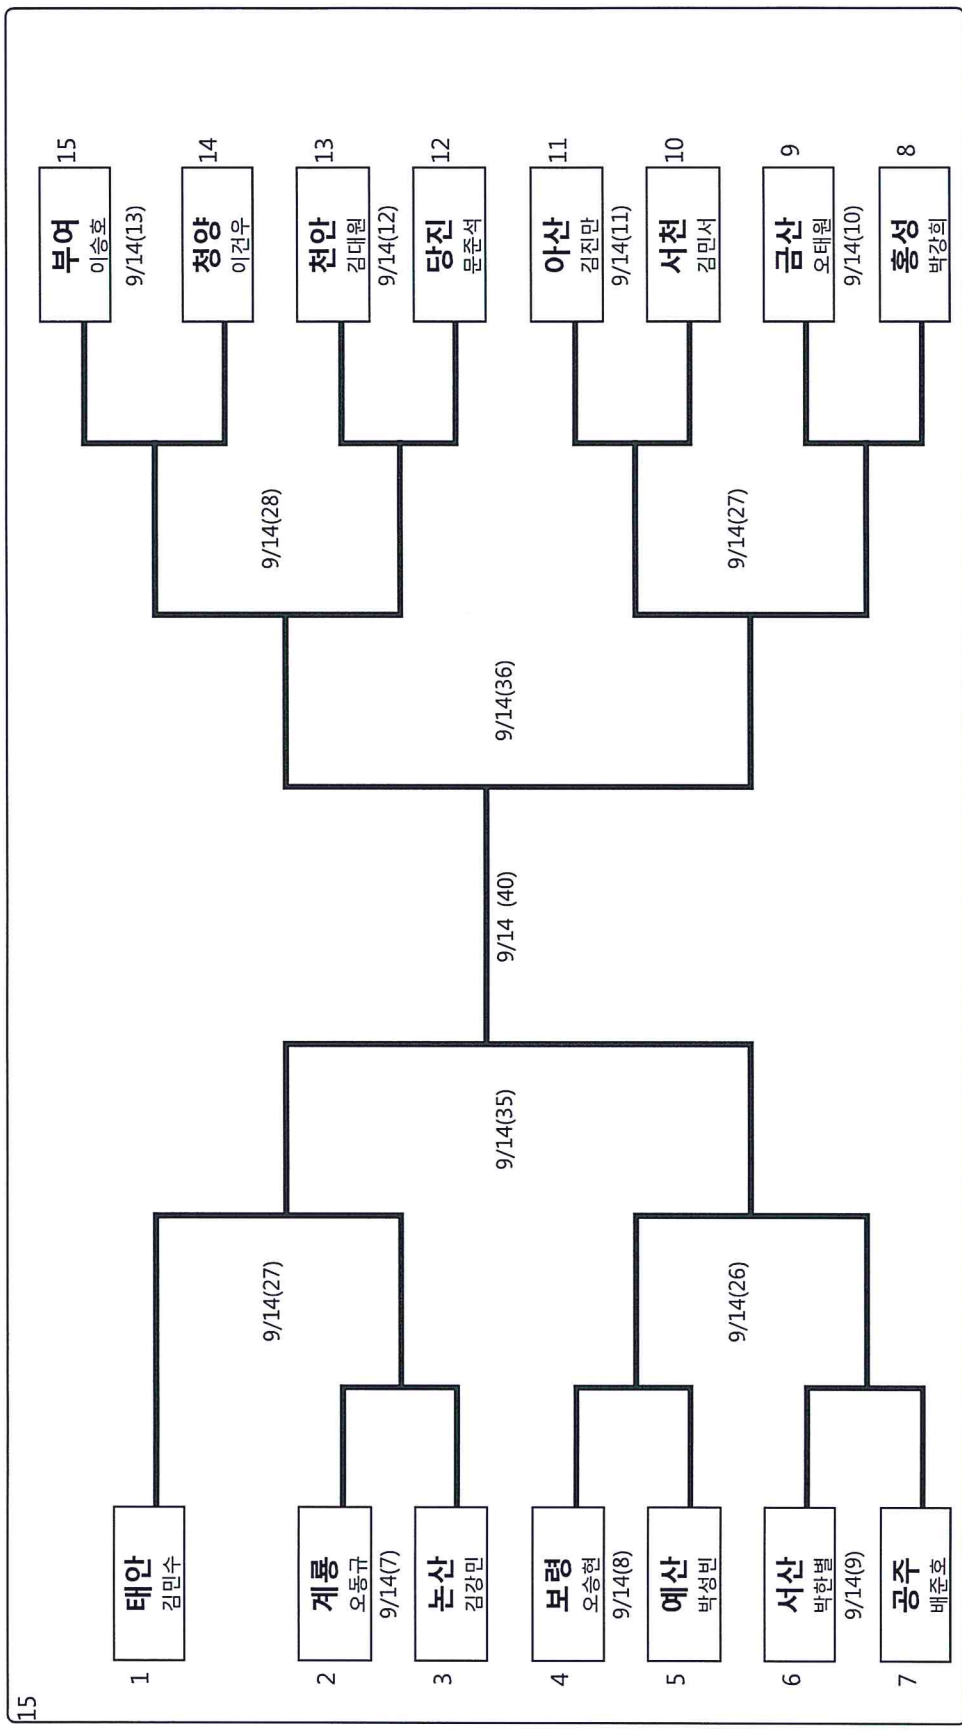 15
1
태안
김민수
9/14(27)
2
계룡
오동규
9/14(7)
3
논산
김강민
9/14(35)
4
보령
오승현
9/14(8)
5
예산
박성빈
9/14(26)
6
서산
박한별
9/14(9)
7
공주
배준호
9/14 (40)
부여
이승호
15
9/14(13)
청양
이건우
14
9/14(28)
천안
김대원
13
9/14(12)
당진
문준석
12
9/14(36)
아산
김진만
11
9/14(11)
서천
김민서
10
9/14(27)
금산
오태원
9
9/14(10)
홍성
박강희
8